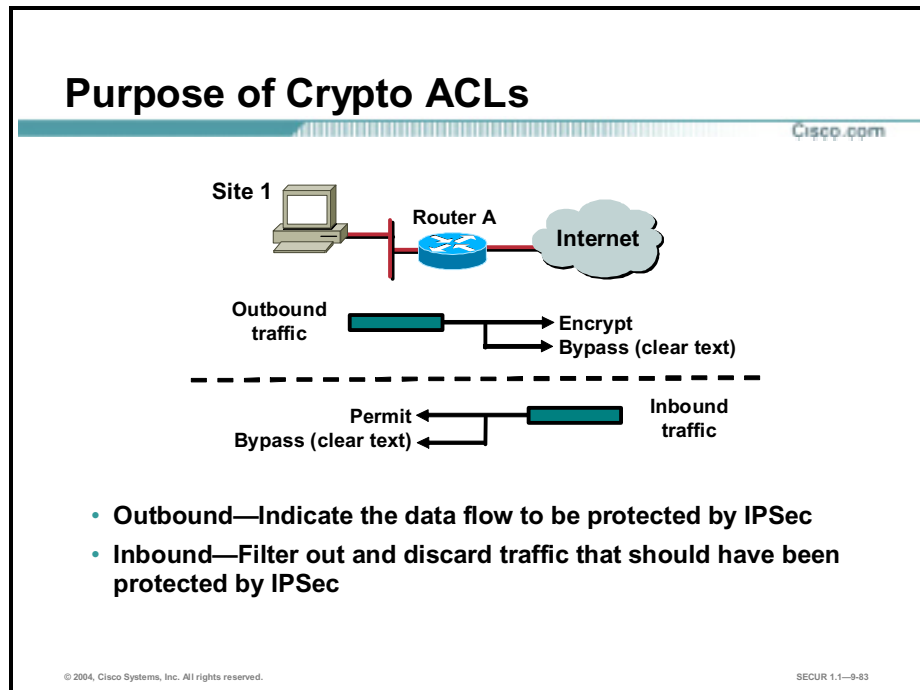 Purpose of Crypto ACLs
Cisco.com
Site 1
Router A
Internet
Outbound
traffic
Encrypt
Bypass (clear text)
Permit
Bypass (clear text)
Inbound
traffic
• Outbound—Indicate the data flow to be protected by IPSec
• Inbound—Filter out and discard traffic that should have been
protected by IPSec
© 2004, Cisco Systems, Inc. All rights reserved.
SECUR 1.1—9-83